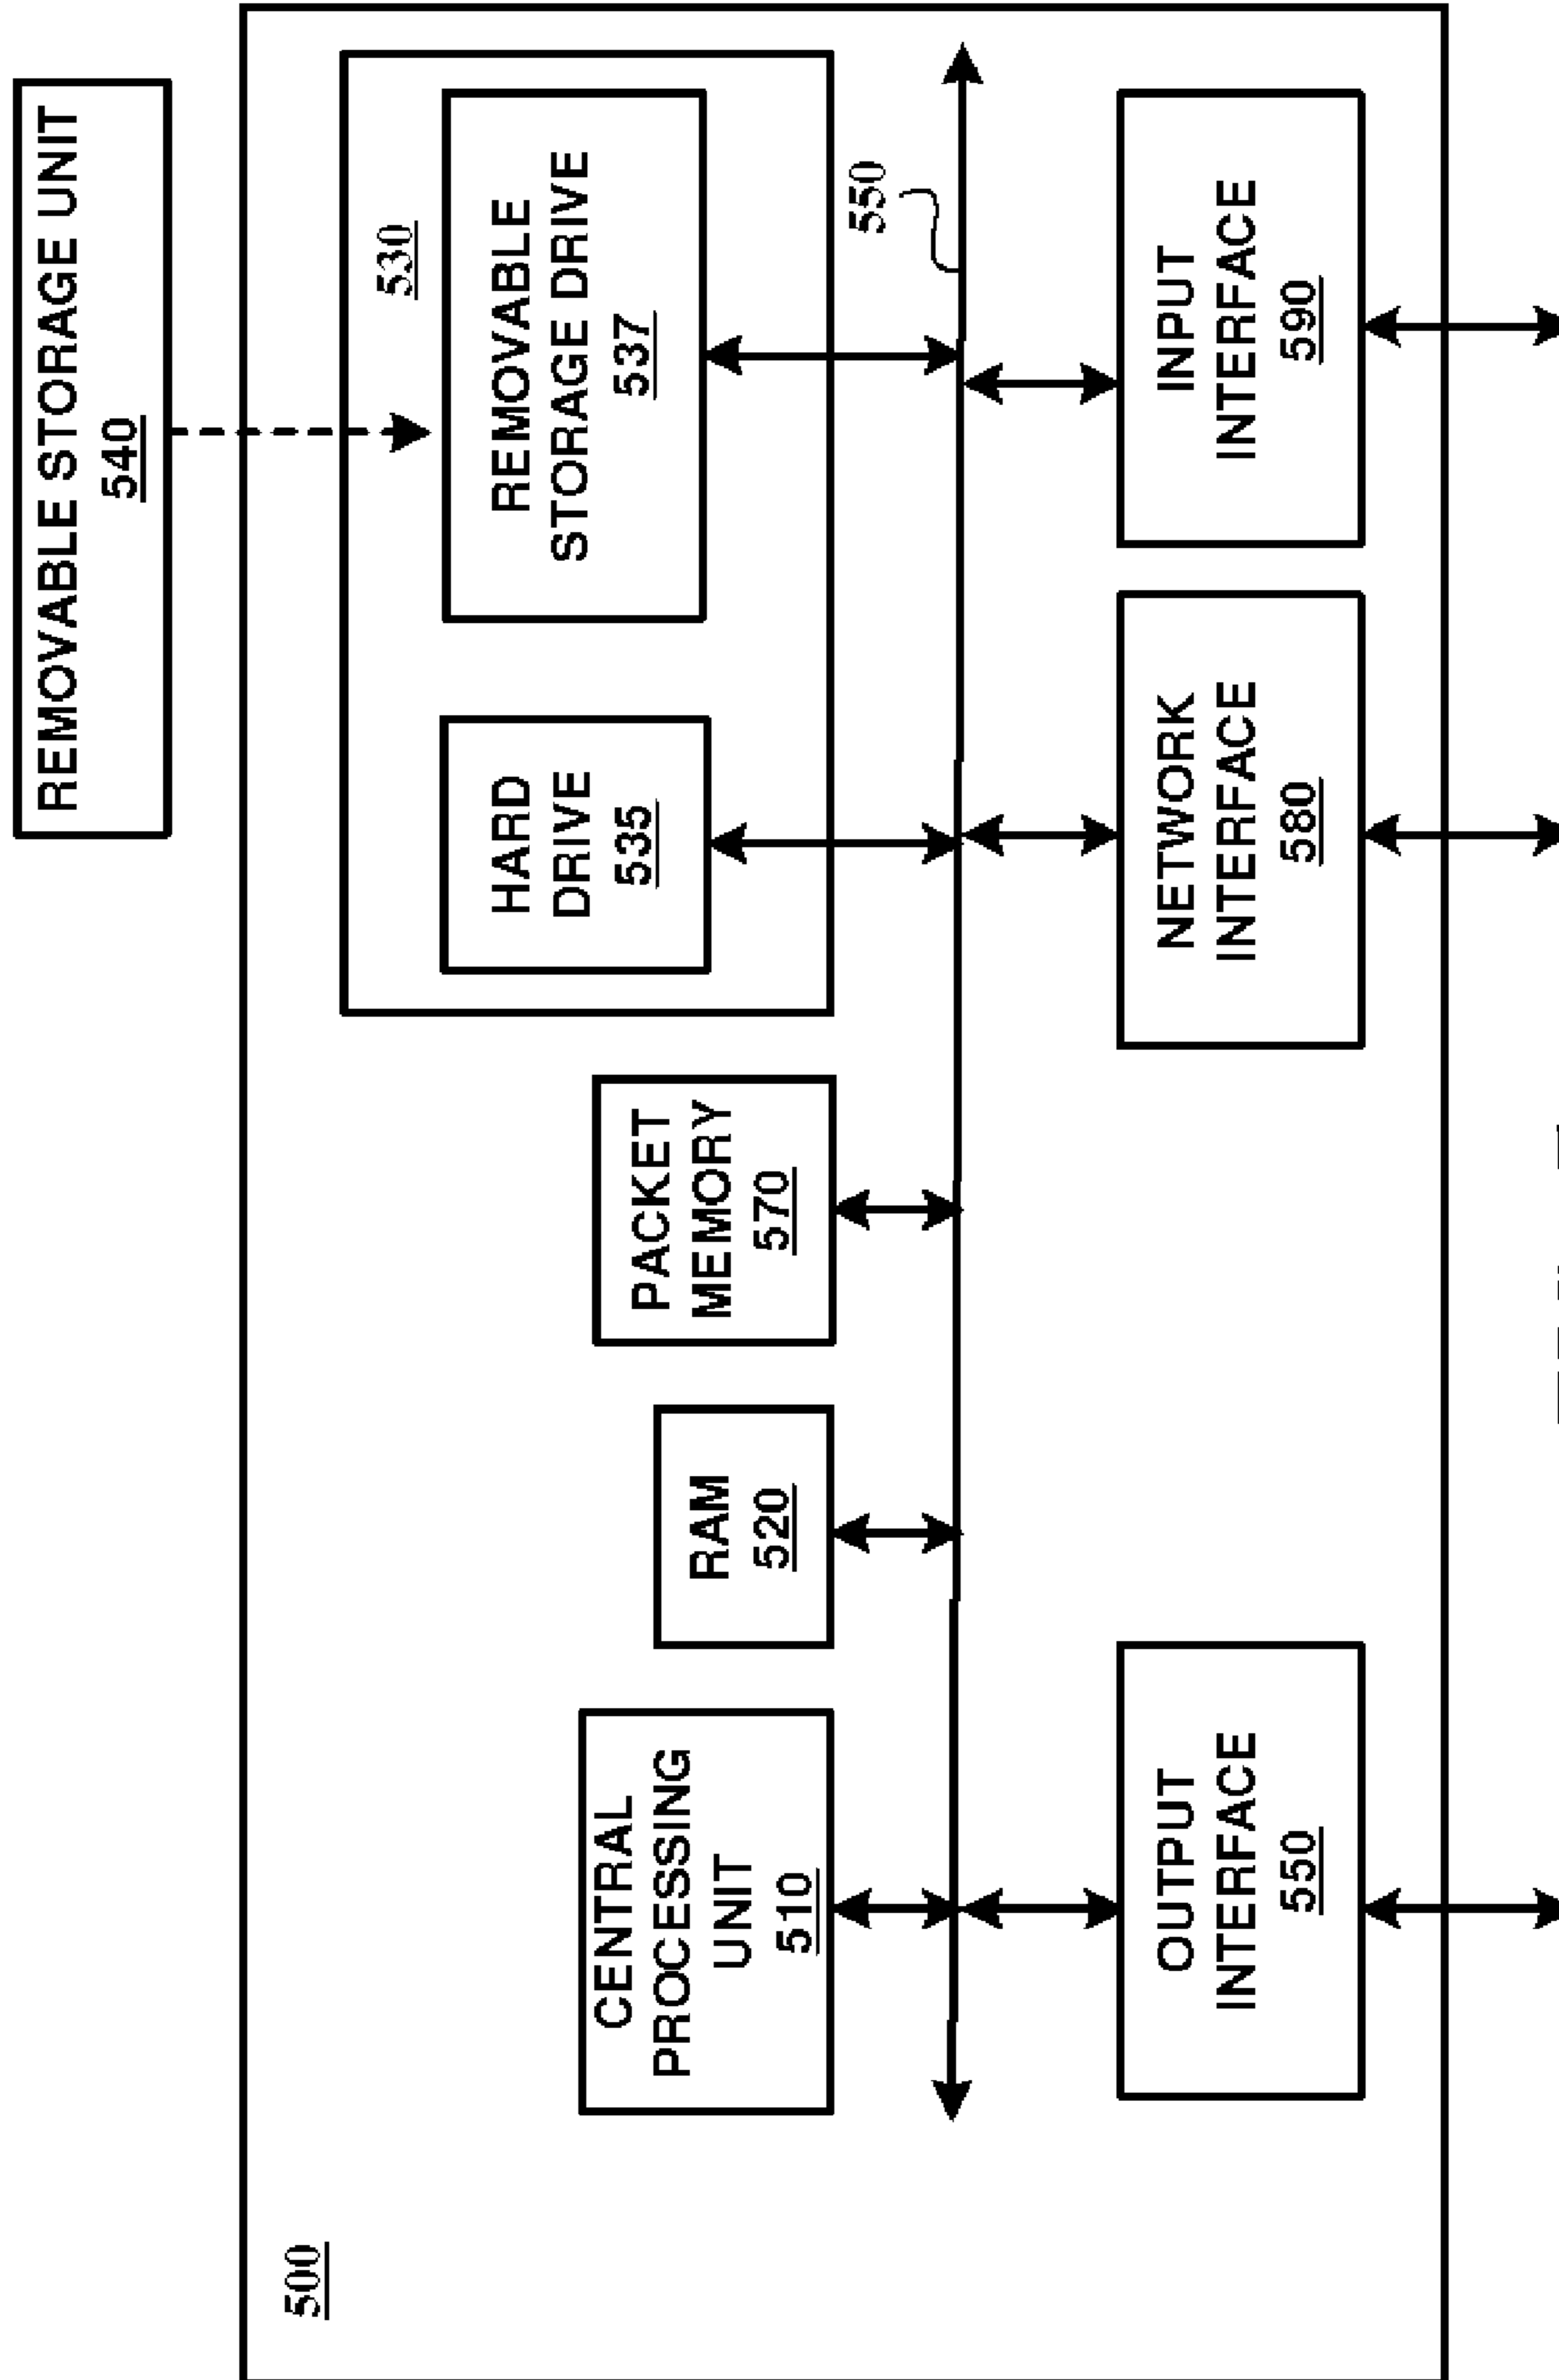 REMOVABLE STORAGE UNIT
540
530
REMOVABLE
STORAGE DRIVE
537
HARD
DRIVE
535
PACKET
MEMORY
570
RAM
520
CENTRAL
PROCESSING
UNIT
510
500
550
OUTPUT
INTERFACE
550
NETWORK
INTERFACE
580
INPUT
INTERFACE
590